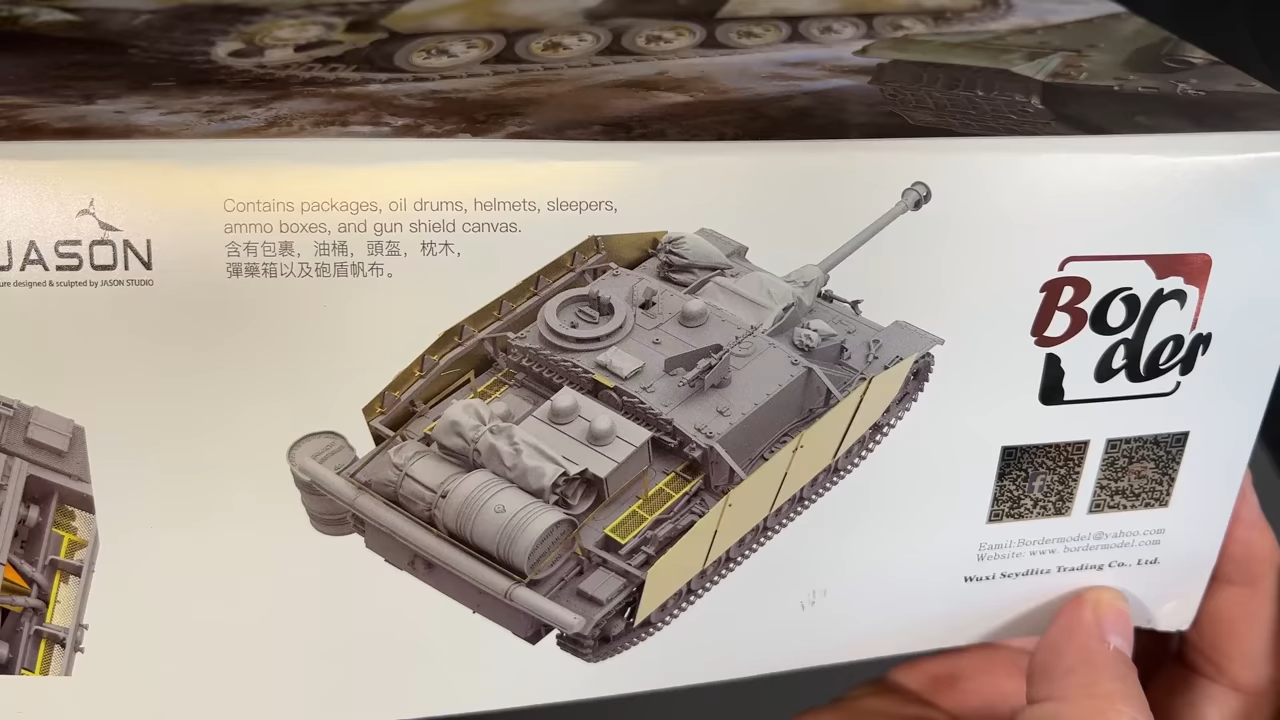 JASON
ure designed & sculpted by JASON STUDIO
Contains packages, oil drums, helmets, sleepers,
ammo boxes, and gun shield canvas.
含有包裹，油桶，頭盔，枕木，
彈藥箱以及砲盾帆布。
Border
Eamil:Bordermodel@yahoo.com
Website: www. bordermodel.com
Wuxi Seydlitz Trading Co., Ltd.